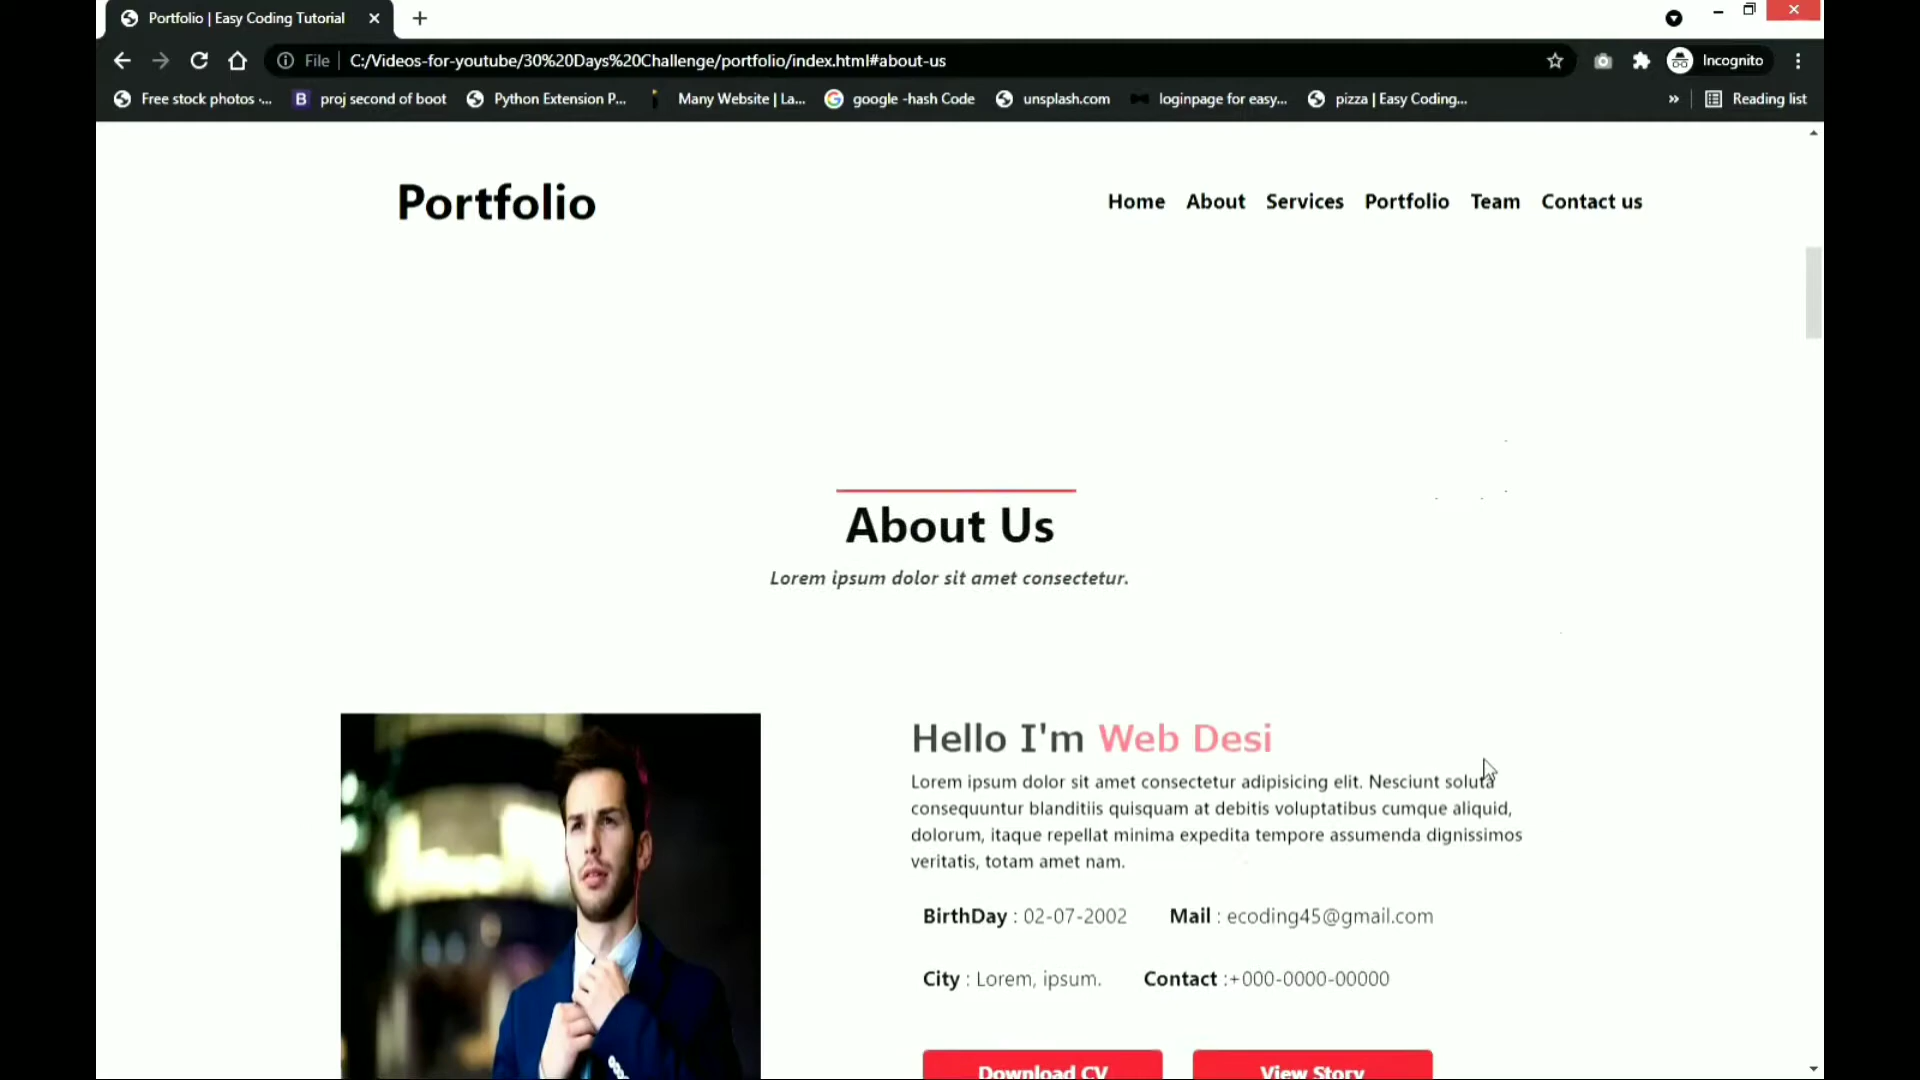 Portfolio | Easy Coding Tutorial
File C:/Videos-for-youtube/30%20Days%20Challenge/portfolio/index.html#about-us Incognito
Free stock photos ·... B proj second of boot Python Extension P... Many Website | La... google -hash Code unsplash.com loginpage for easy... pizza | Easy Coding... » Reading list
Portfolio Home About Services Portfolio Team Contact us
About Us
Lorem ipsum dolor sit amet consectetur.
Hello I'm Web Desi
Lorem ipsum dolor sit amet consectetur adipisicing elit. Nesciunt soluta
consequuntur blanditiis quisquam at debitis voluptatibus cumque aliquid,
dolorum, itaque repellat minima expedita tempore assumenda dignissimos
veritatis, totam amet nam.
BirthDay : 02-07-2002 Mail : ecoding45@gmail.com
City : Lorem, ipsum. Contact :+000-0000-00000
Download CV View Story